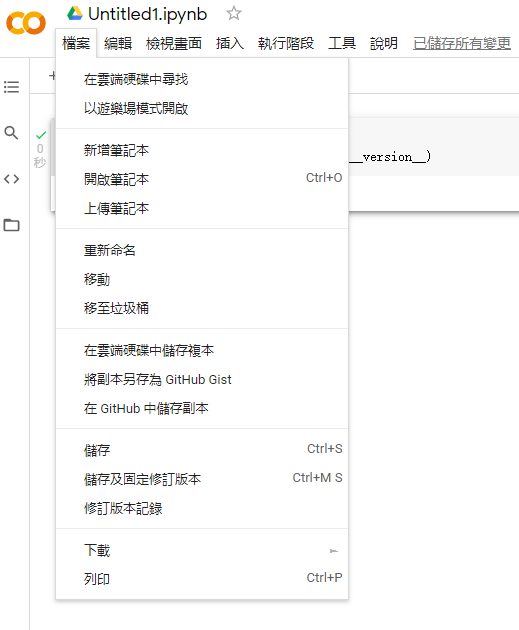 CO
Untitled1.ipynb
檔案 編輯 檢視畫面 插入 執行階段 工具 說明 已儲存所有變更
在雲端硬碟中尋找
以遊樂場模式開啟
新增筆記本
0
秒
__version__)
開啟筆記本 Ctrl+O
上傳筆記本
重新命名
移動
移至垃圾桶
在雲端硬碟中儲存複本
將副本另存為 GitHub Gist
在 GitHub 中儲存副本
儲存 Ctrl+S
儲存及固定修訂版本 Ctrl+M S
修訂版本記錄
下載
列印 Ctrl+P